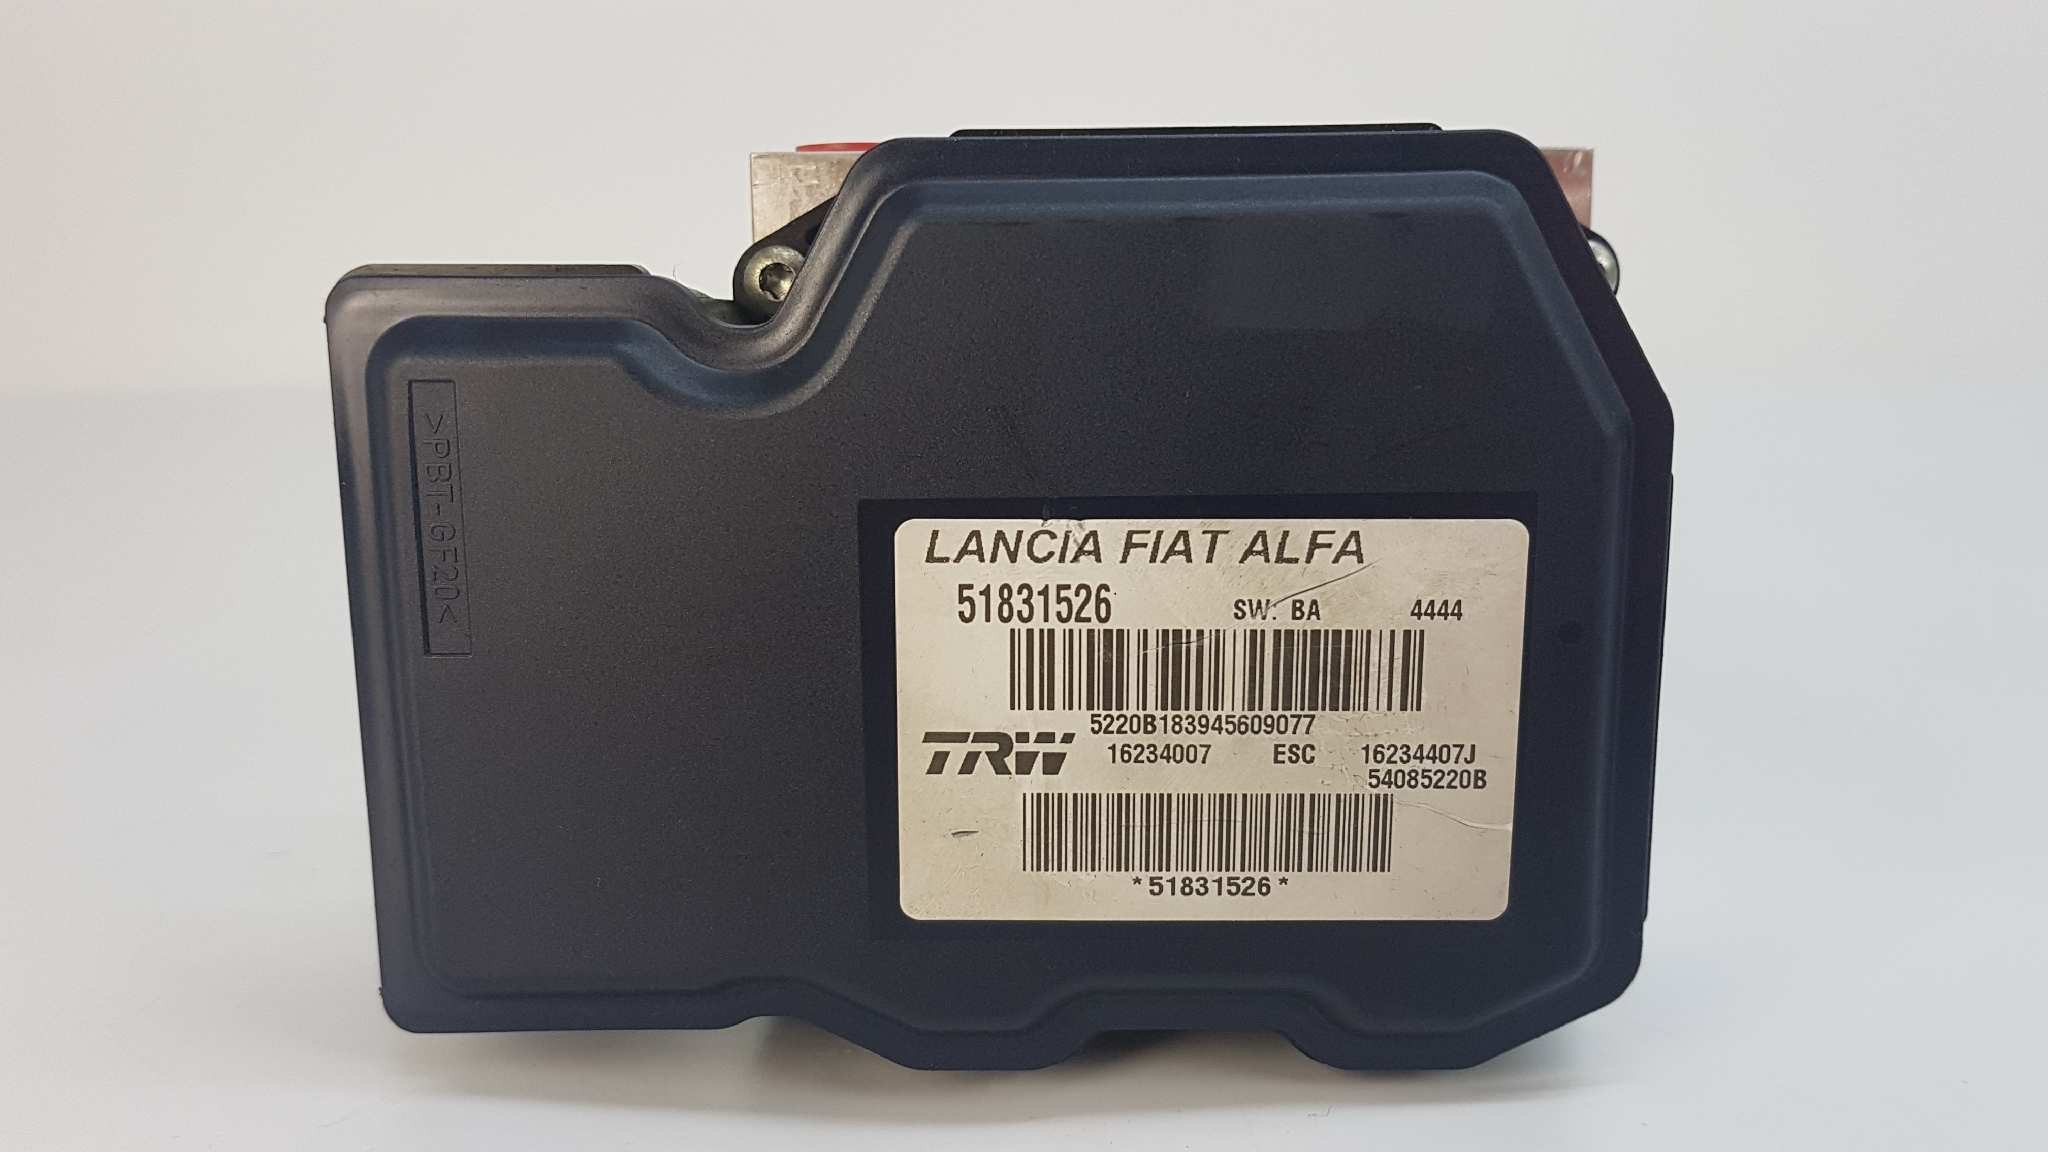 >PBT-GF20<
LANCIA FIAT ALFA
51831526 SW: BA 4444
5220B183945609077
TRW 16234007 ESC 16234407J
54085220B
*51831526*